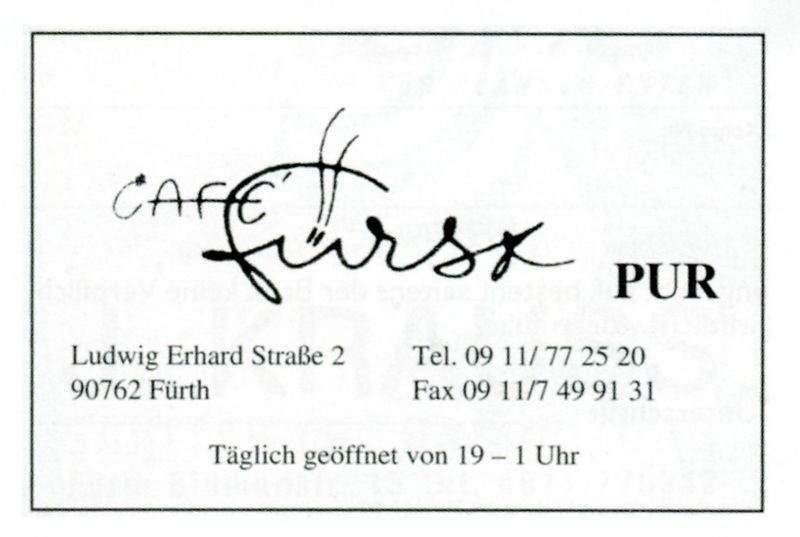 CAFÉ
Fürst PUR
Ludwig Erhard Straße 2
90762 Fürth
Tel. 09 11/77 25 20
Fax 09 11/7 49 91 31
Täglich geöffnet von 19 – 1 Uhr